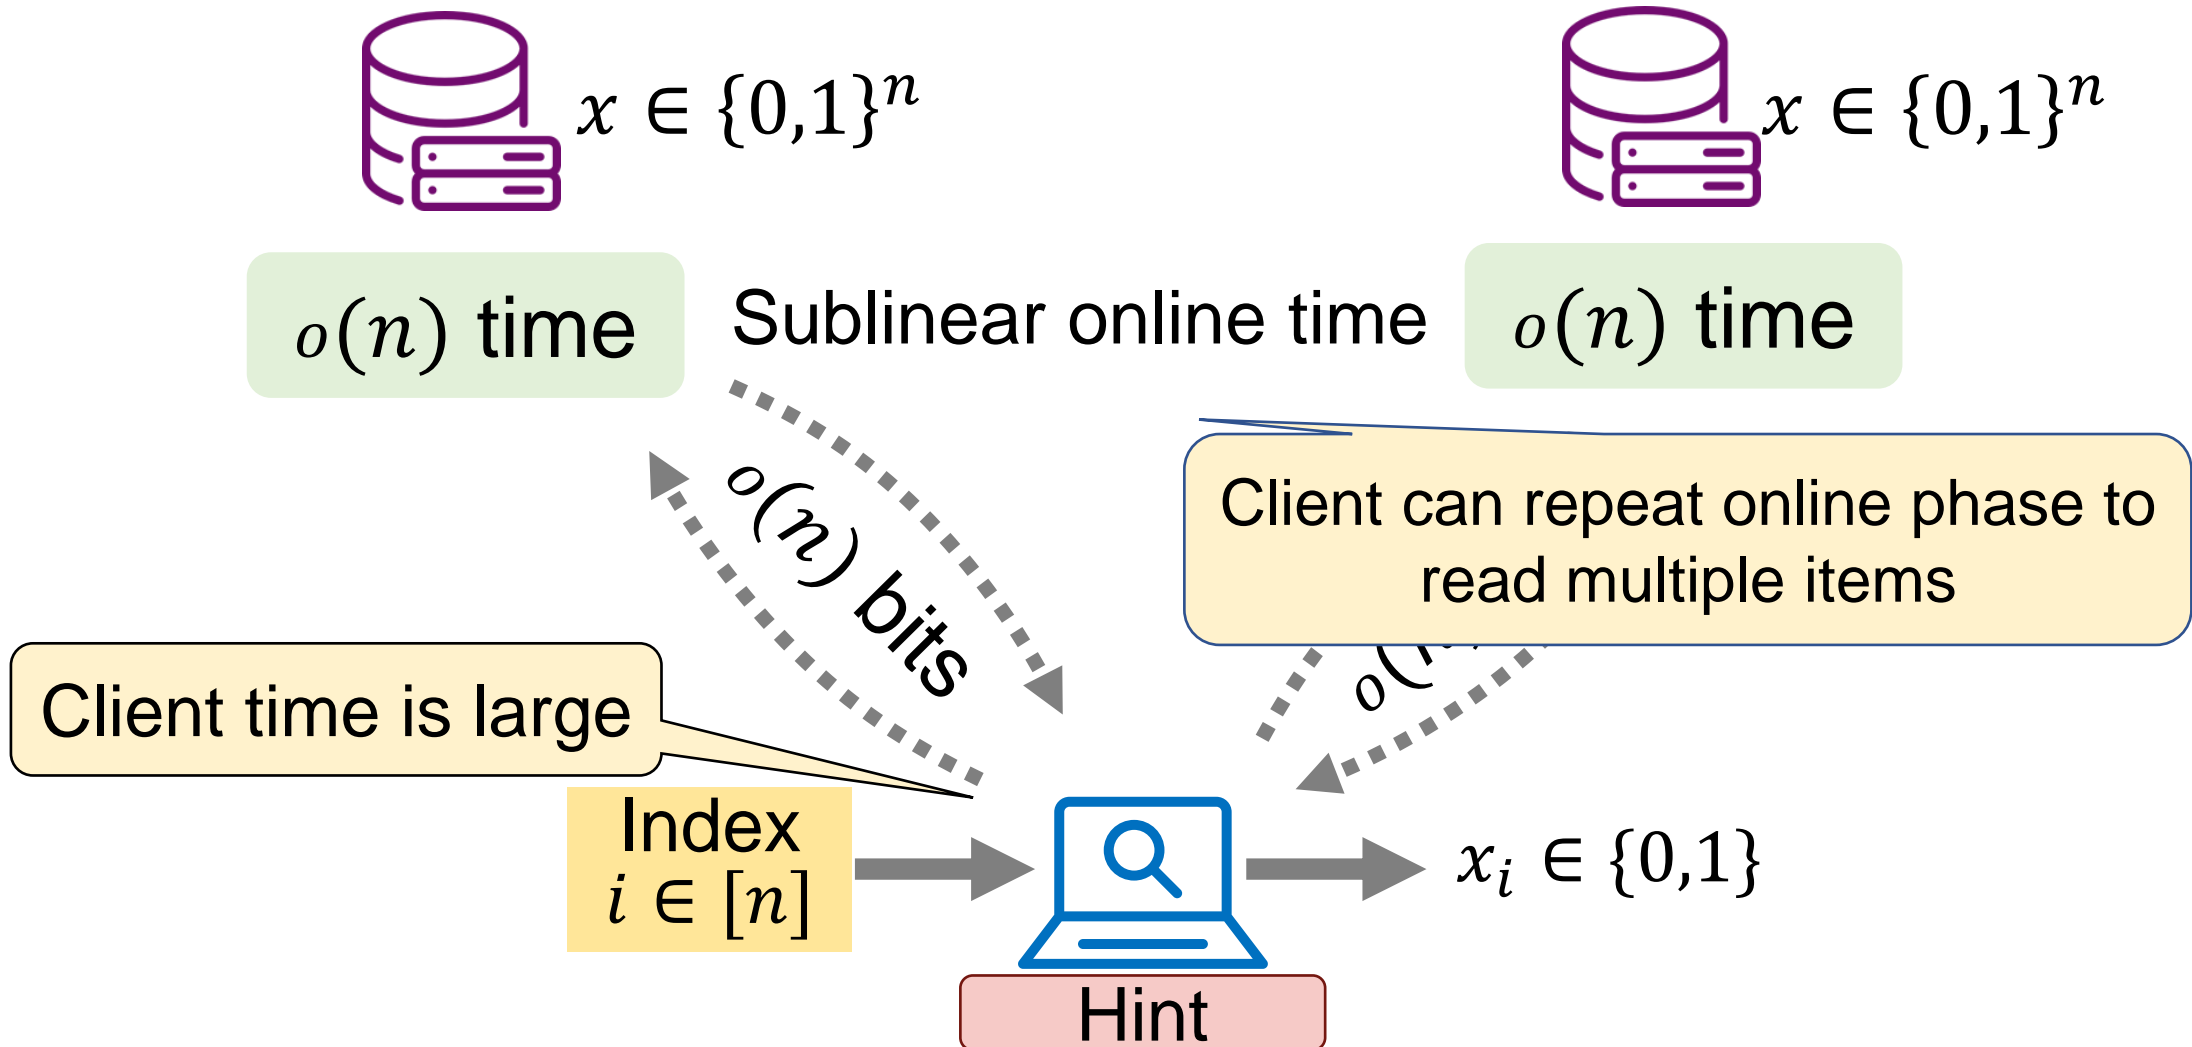 x ∈ {0,1}ⁿ
x ∈ {0,1}ⁿ
o(n) time
Sublinear online time
o(n) time
o(n) bits
Client can repeat online phase to
read multiple items
Client time is large
Index
i ∈ [n]
xᵢ ∈ {0,1}
Hint